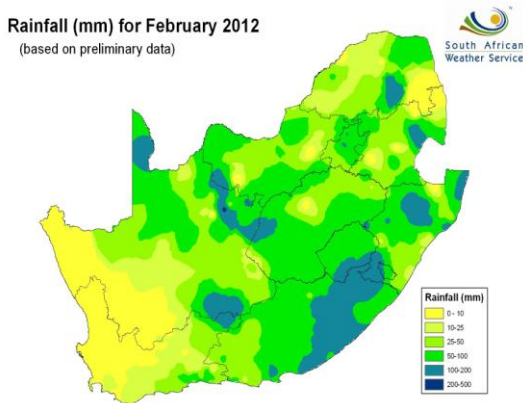 Rainfall (mm) for February 2012
(based on preliminary data)
South African
Weather Service
Rainfall (mm)
0 - 10
10-25
25-50
50-100
100-200
200-500